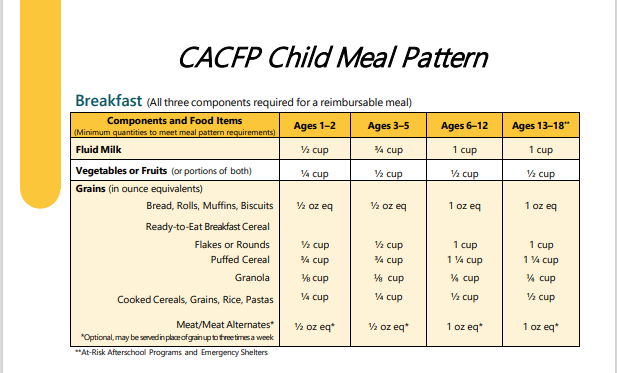 CACFP Child Meal Pattern
Breakfast (All three components required for a reimbursable meal)
Components and Food Items
(Minimum quantities to meet meal pattern requirements)
Ages 1–2 Ages 3–5 Ages 6–12 Ages 13–18**
Fluid Milk ½ cup ¾ cup 1 cup 1 cup
Vegetables or Fruits (or portions of both) ¼ cup ½ cup ½ cup ½ cup
Grains (in ounce equivalents)
Bread, Rolls, Muffins, Biscuits ½ oz eq ½ oz eq 1 oz eq 1 oz eq
Ready-to-Eat Breakfast Cereal
Flakes or Rounds ½ cup ½ cup 1 cup 1 cup
Puffed Cereal ¾ cup ¾ cup 1 ¼ cup 1 ¼ cup
Granola ⅛ cup ⅛ cup ¼ cup ¼ cup
Cooked Cereals, Grains, Rice, Pastas ¼ cup ¼ cup ½ cup ½ cup
Meat/Meat Alternates* ½ oz eq* ½ oz eq* 1 oz eq* 1 oz eq*
*Optional, may be served in place of grain up to three times a week
**At-Risk Afterschool Programs and Emergency Shelters